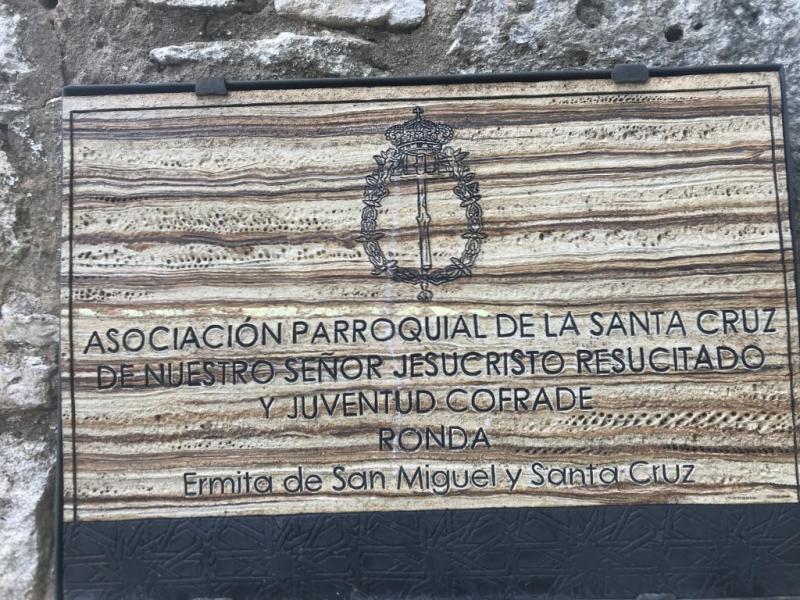 ASOCIACIÓN PARROQUIAL DE LA SANTA CRUZ
DE NUESTRO SEÑOR JESUCRISTO RESUCITADO
Y JUVENTUD COFRADE
RONDA
Ermita de San Miguel y Santa Cruz